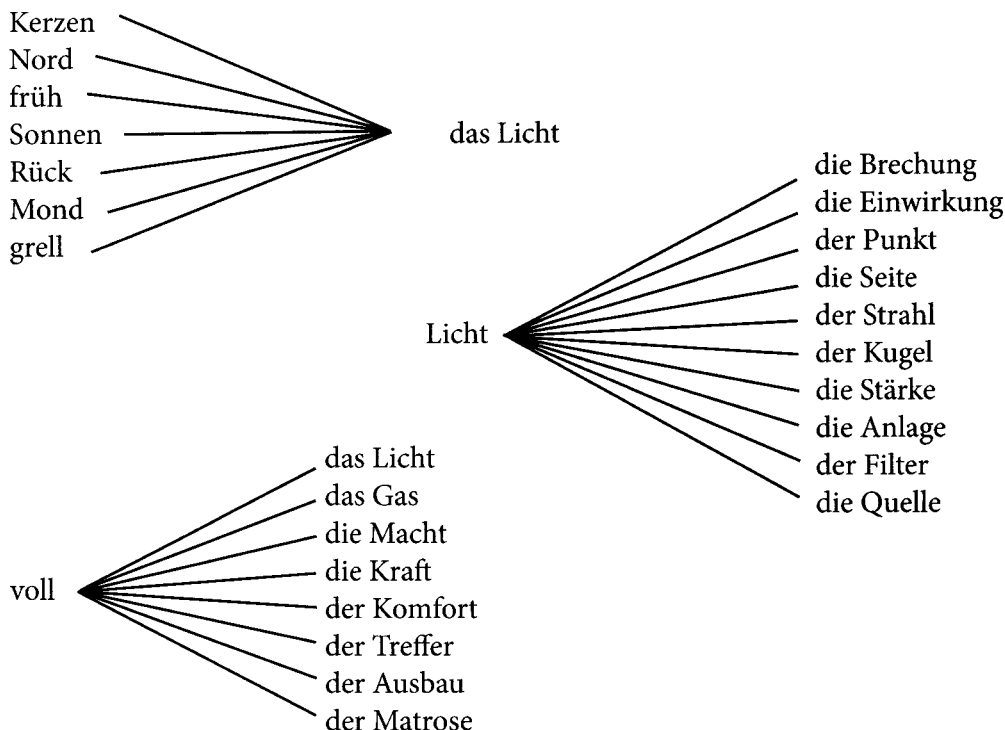 Kerzen
Nord
früh
Sonnen
Rück
Mond
grell
das Licht
Licht
die Brechung
die Einwirkung
der Punkt
die Seite
der Strahl
der Kugel
die Stärke
die Anlage
der Filter
die Quelle
voll
das Licht
das Gas
die Macht
die Kraft
der Komfort
der Treffer
der Ausbau
der Matrose